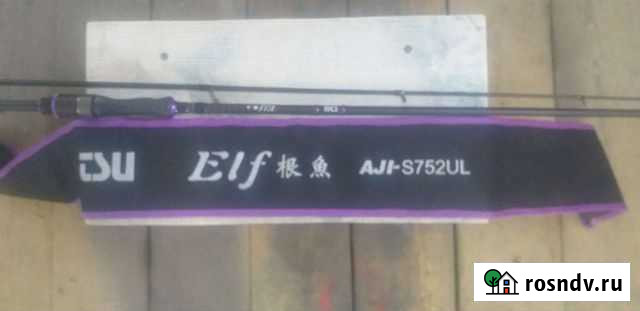 TSU Elf 根魚 AJI-S752UL
rosndv.ru